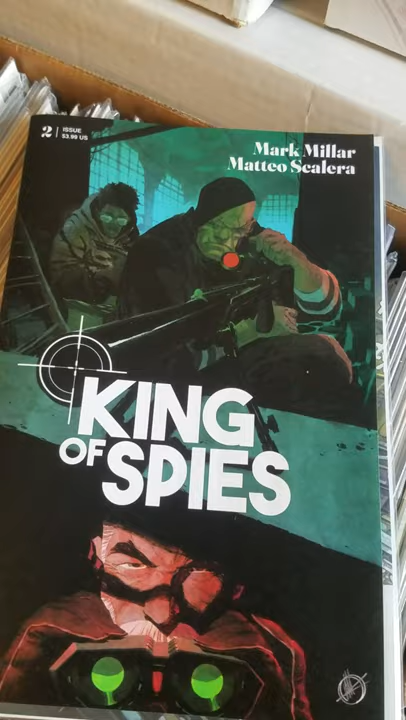 2 ISSUE
$3.99 US
Mark Millar
Matteo Scalera
KING
OF SPIES